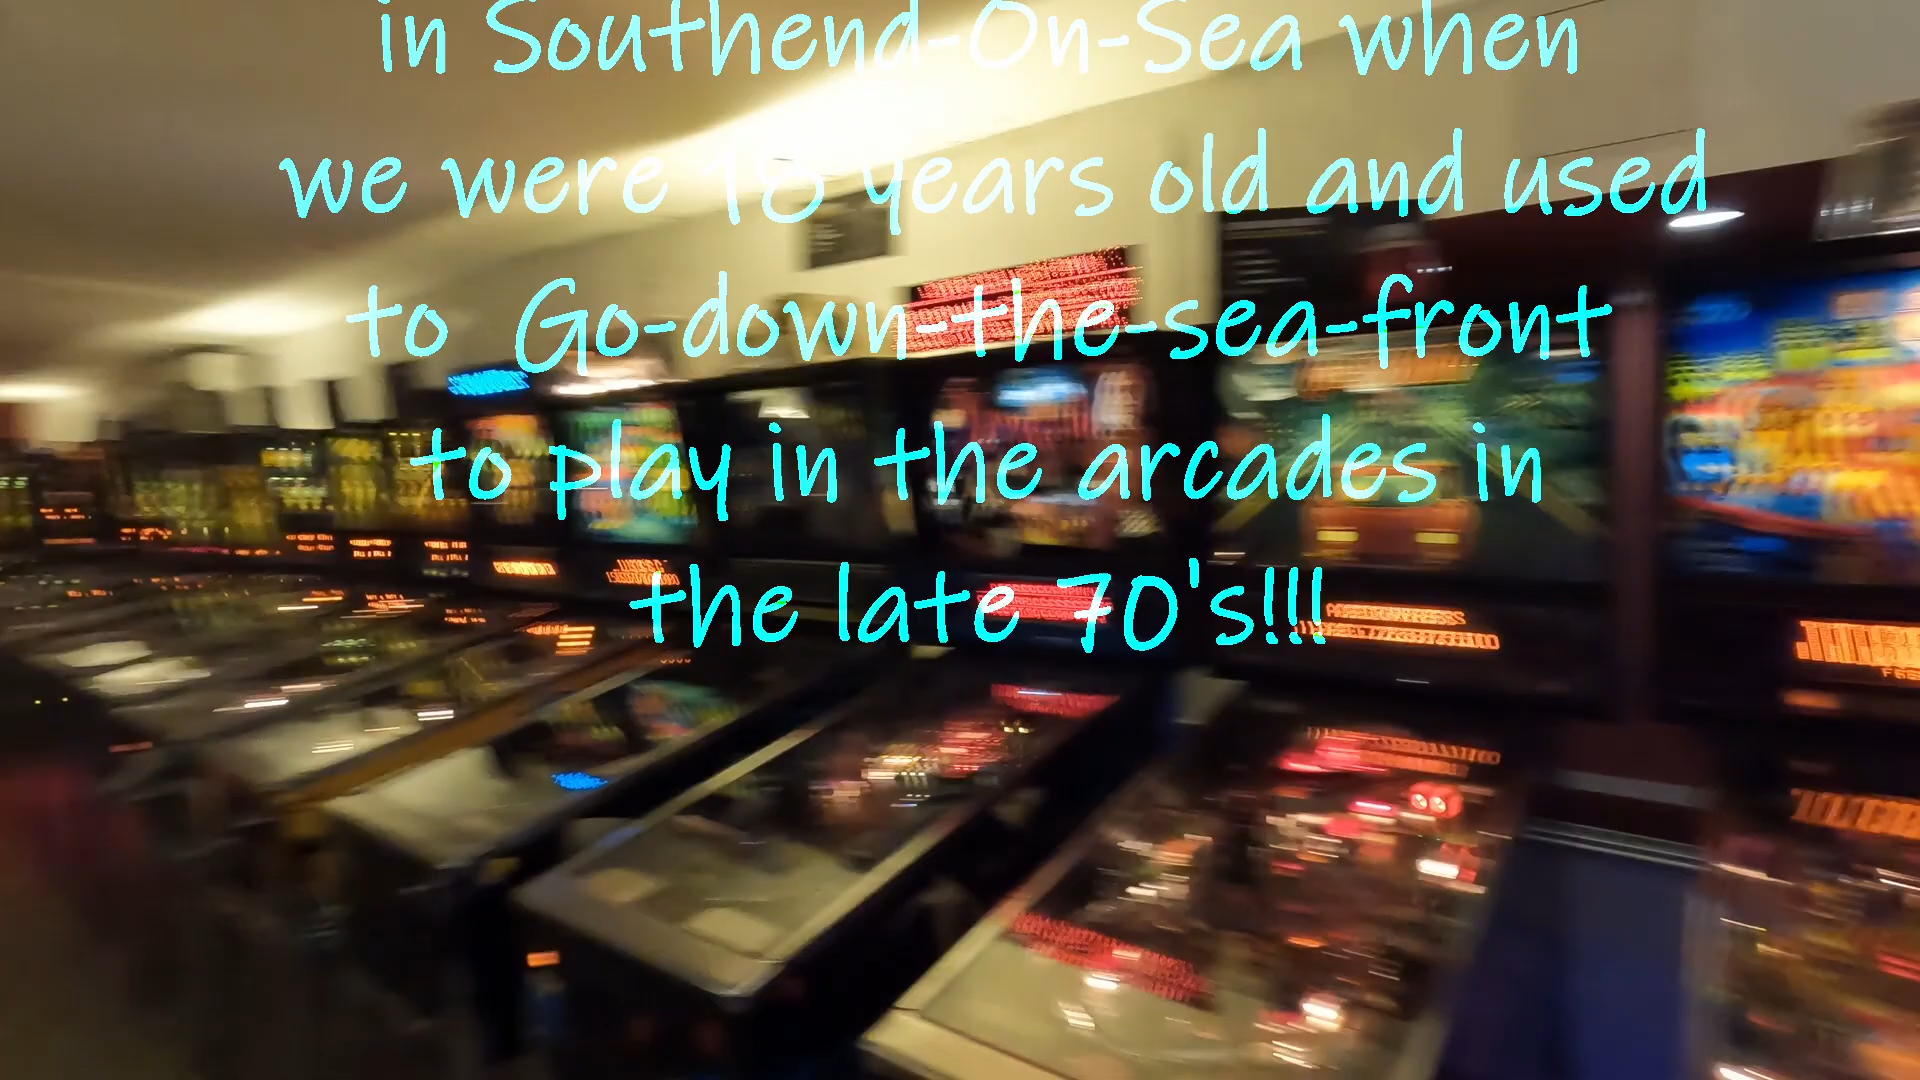 in Southend-On-Sea when
we were 18 years old and used
to Go-down-the-sea-front
to play in the arcades in
the late 70's!!!